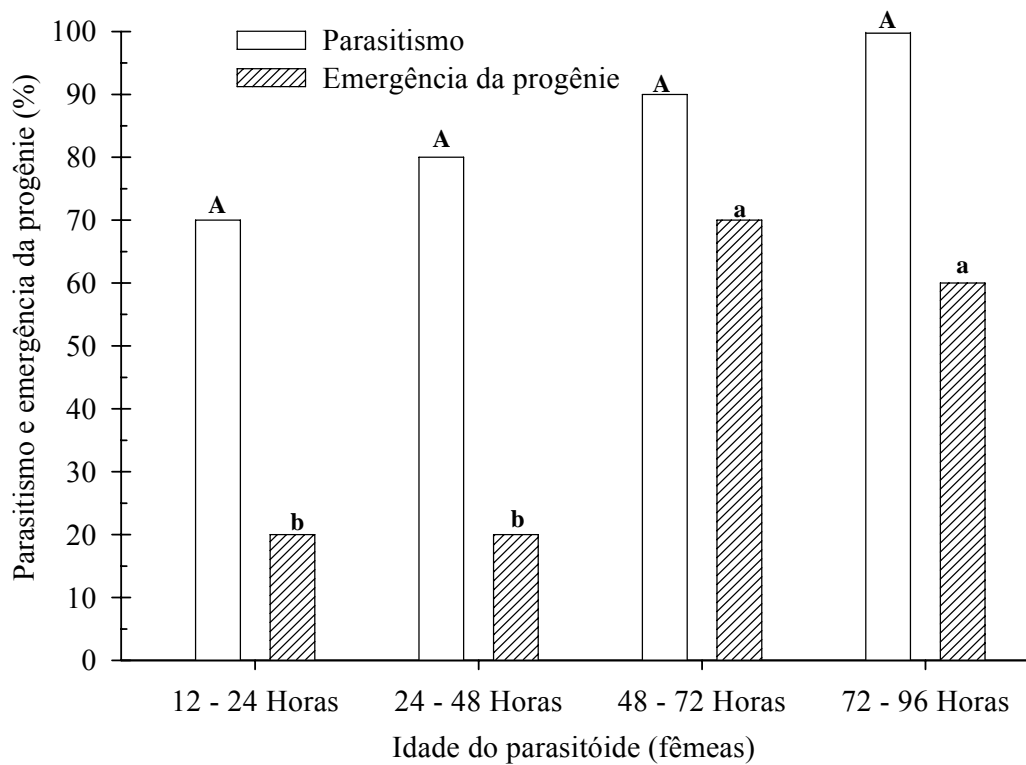 Parasitismo e emergência da progênie (%)
100
90
80
70
60
50
40
30
20
10
0
Parasitismo
Emergência da progênie
A
A
A
A
b
b
a
a
12 - 24 Horas
24 - 48 Horas
48 - 72 Horas
72 - 96 Horas
Idade do parasitóide (fêmeas)